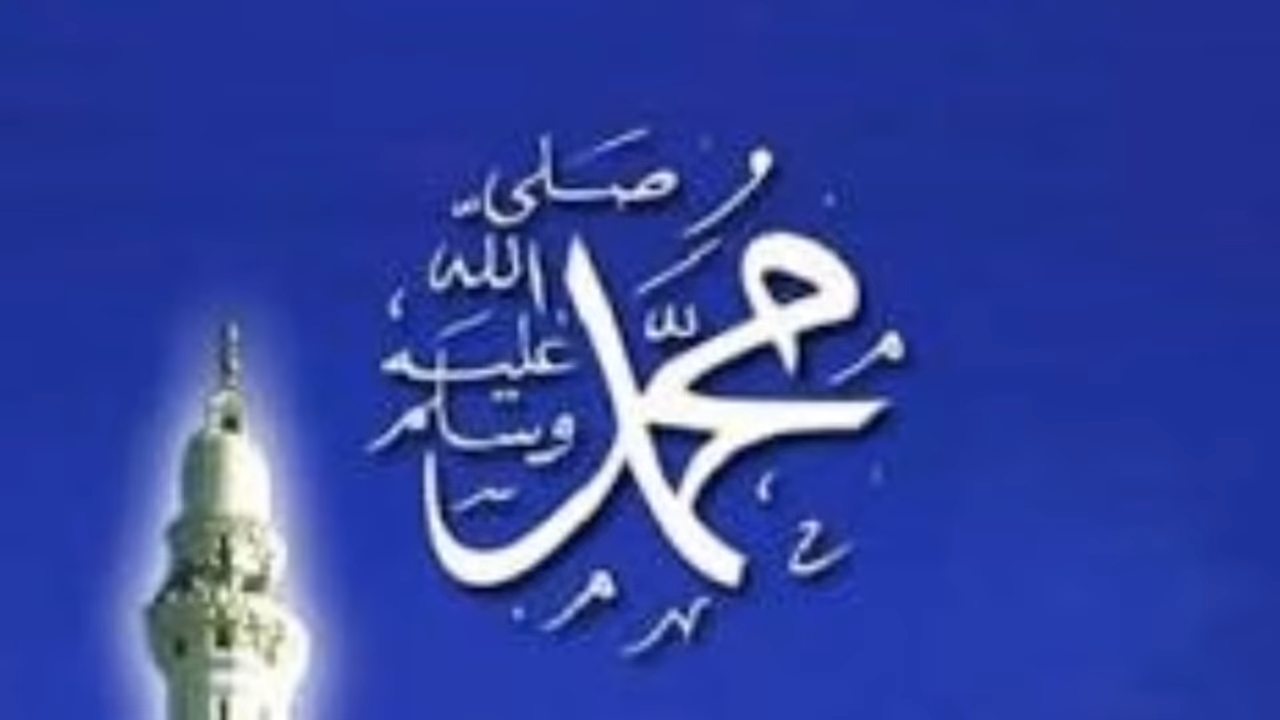 محمد
صلى
الله
عليه
وسلم